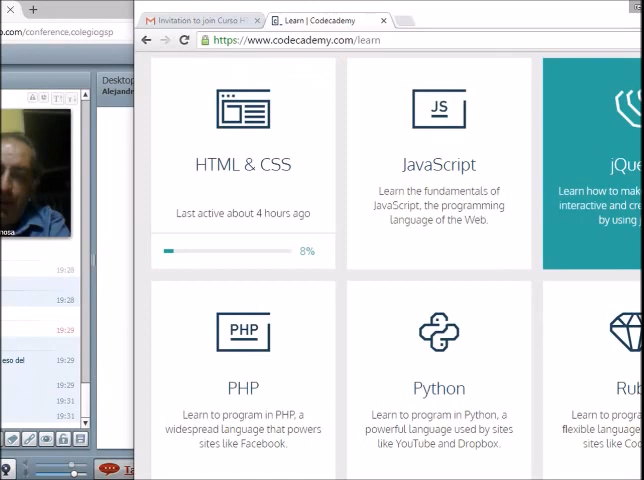 Invitation to join Curso H
Learn | Codecademy
p.com/conference.colegiogsp
https://www.codecademy.com/learn
Desktop
Alejandr
nosa
19:28
19:28
19:29
eso del
19:29
19:29
19:31
19:31
HTML & CSS
Last active about 4 hours ago
8%
JS
JavaScript
Learn the fundamentals of
JavaScript, the programming
language of the Web.
jQue
Learn how to mak
interactive and cre
by using j
PHP
PHP
Learn to program in PHP, a
widespread language that powers
sites like Facebook.
Python
Learn to program in Python, a
powerful language used by sites
like YouTube and Dropbox.
Rub
Learn to progra
flexible language
sites like Co